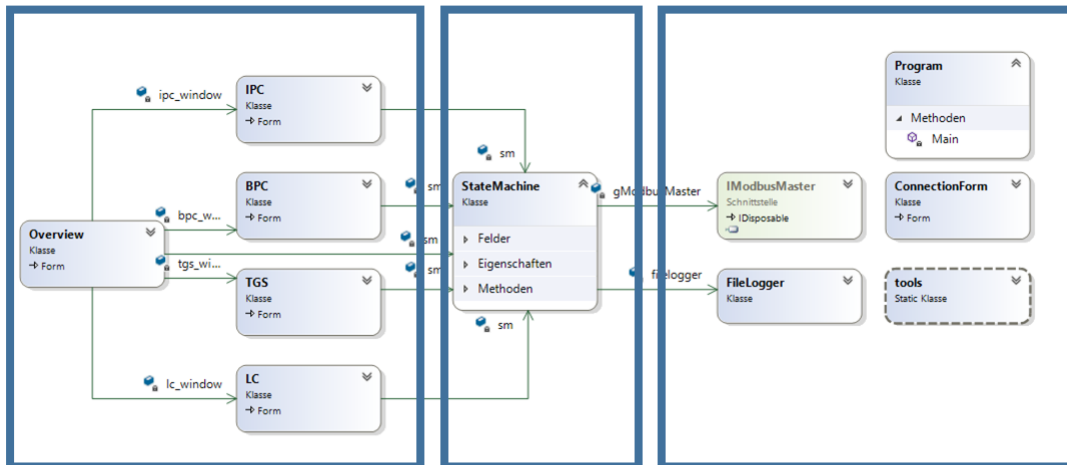 ipc_window
IPC
Klasse
Form
sm
bpc_w...
BPC
Klasse
Form
sm
Overview
Klasse
Form
sm
tgs_wi...
TGS
Klasse
Form
sm
lc_window
LC
Klasse
Form
sm
StateMachine
Klasse
Felder
Eigenschaften
Methoden
gModbusMaster
IModbusMaster
Schnittstelle
IDisposable
filelogger
FileLogger
Klasse
Program
Klasse
Methoden
Main
ConnectionForm
Klasse
Form
tools
Static Klasse